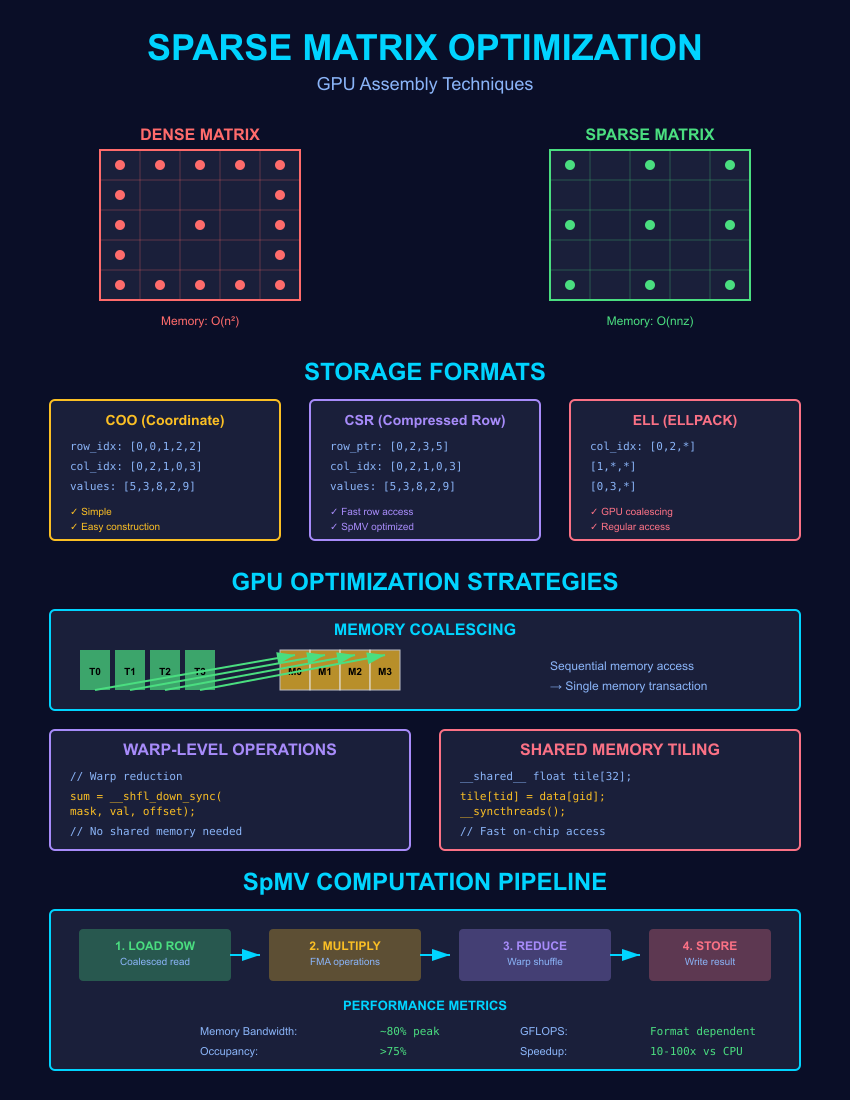 SPARSE MATRIX OPTIMIZATION
GPU Assembly Techniques
DENSE MATRIX
SPARSE MATRIX
Memory: O(n²)
Memory: O(nnz)
STORAGE FORMATS
COO (Coordinate)
row_idx: [0,0,1,2,2]
col_idx: [0,2,1,0,3]
values: [5,3,8,2,9]
✓ Simple
✓ Easy construction
CSR (Compressed Row)
row_ptr: [0,2,3,5]
col_idx: [0,2,1,0,3]
values: [5,3,8,2,9]
✓ Fast row access
✓ SpMV optimized
ELL (ELLPACK)
col_idx: [0,2,*]
[1,*,*]
[0,3,*]
✓ GPU coalescing
✓ Regular access
GPU OPTIMIZATION STRATEGIES
MEMORY COALESCING
T0 T1 T2 T3 M0 M1 M2 M3
Sequential memory access
→ Single memory transaction
WARP-LEVEL OPERATIONS
// Warp reduction
sum = __shfl_down_sync(
mask, val, offset);
// No shared memory needed
SHARED MEMORY TILING
__shared__ float tile[32];
tile[tid] = data[gid];
__syncthreads();
// Fast on-chip access
SpMV COMPUTATION PIPELINE
1. LOAD ROW
Coalesced read
2. MULTIPLY
FMA operations
3. REDUCE
Warp shuffle
4. STORE
Write result
PERFORMANCE METRICS
Memory Bandwidth: ~80% peak GFLOPS: Format dependent
Occupancy: >75% Speedup: 10-100x vs CPU